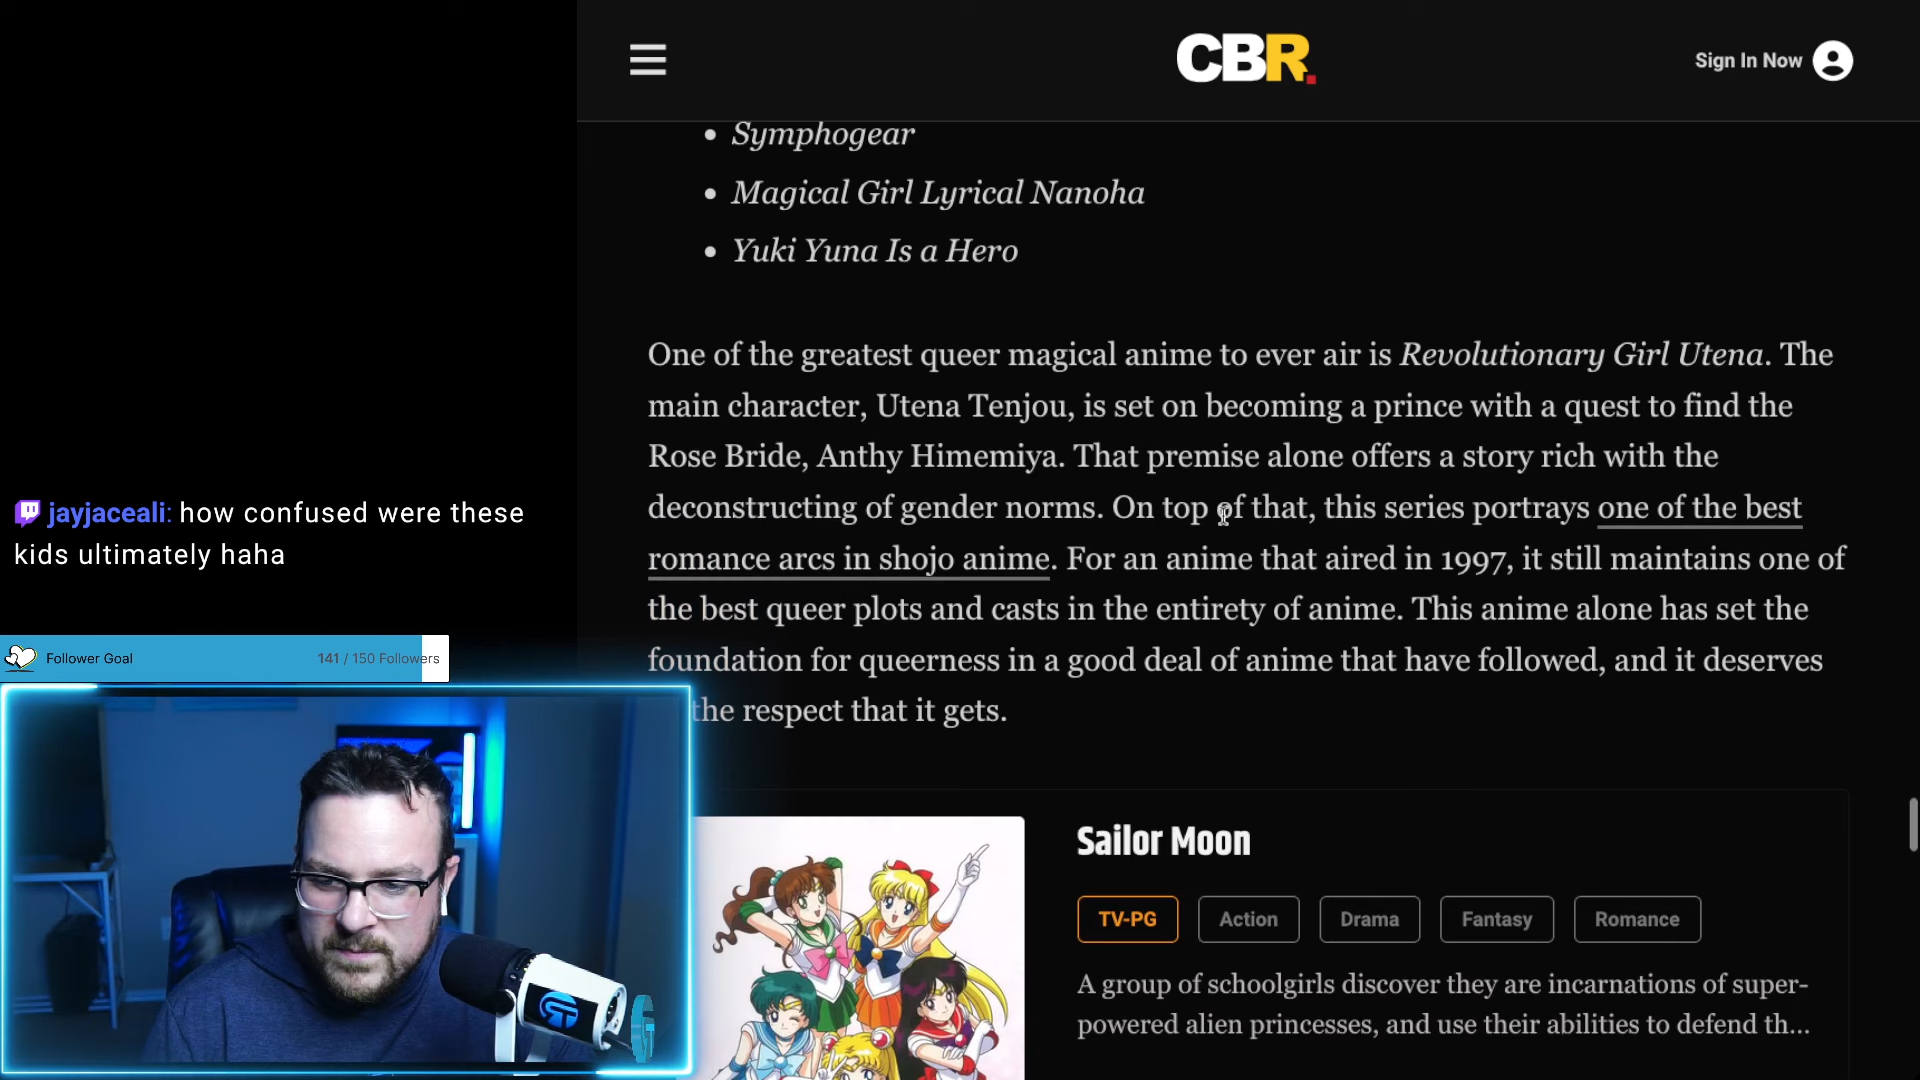 CBR.
Sign In Now
Symphogear
Magical Girl Lyrical Nanoha
Yuki Yuna Is a Hero
One of the greatest queer magical anime to ever air is Revolutionary Girl Utena. The
main character, Utena Tenjou, is set on becoming a prince with a quest to find the
Rose Bride, Anthy Himemiya. That premise alone offers a story rich with the
deconstructing of gender norms. On top of that, this series portrays one of the best
romance arcs in shojo anime. For an anime that aired in 1997, it still maintains one of
the best queer plots and casts in the entirety of anime. This anime alone has set the
foundation for queerness in a good deal of anime that have followed, and it deserves
the respect that it gets.
jayjaceali: how confused were these
kids ultimately haha
Follower Goal
141 / 150 Followers
Sailor Moon
TV-PG
Action
Drama
Fantasy
Romance
A group of schoolgirls discover they are incarnations of super-
powered alien princesses, and use their abilities to defend th...